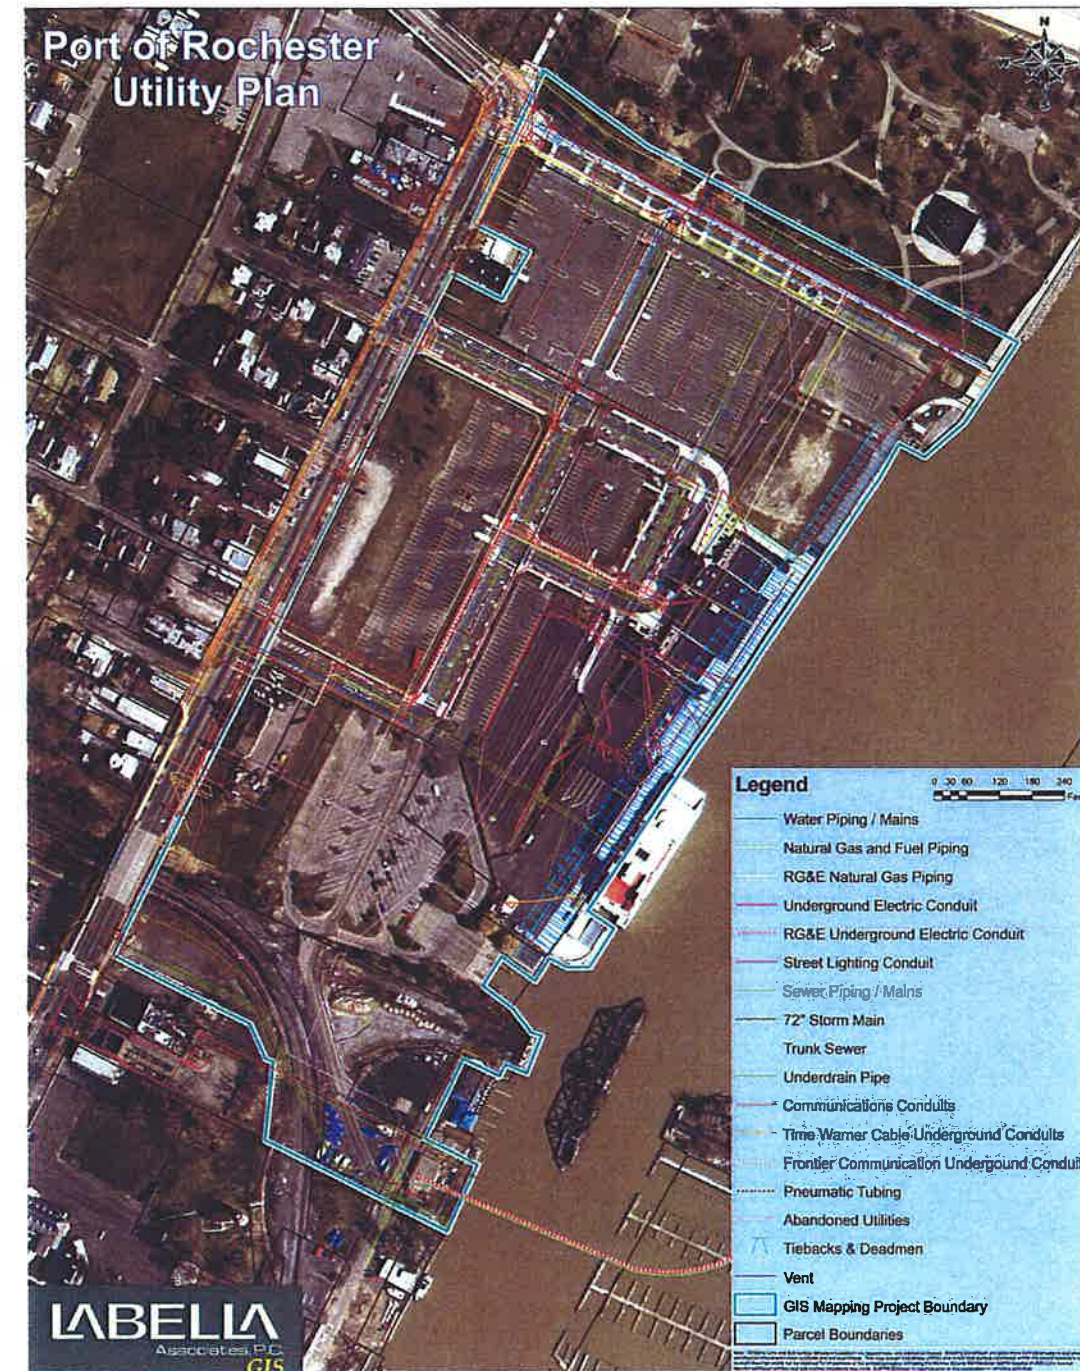 Port of Rochester
Utility Plan
N
Legend
0 30 60 120 180 240
Water Piping / Mains
Natural Gas and Fuel Piping
RG&E Natural Gas Piping
Underground Electric Conduit
RG&E Underground Electric Conduit
Street Lighting Conduit
Sewer Piping / Mains
72" Storm Main
Trunk Sewer
Underdrain Pipe
Communications Conduits
Time Warner Cable Underground Conduits
Frontier Communication Undergound Conduit
Pneumatic Tubing
Abandoned Utilities
Tiebacks & Deadmen
Vent
GIS Mapping Project Boundary
Parcel Boundaries
LABELLA
Associates, P.C.
GIS